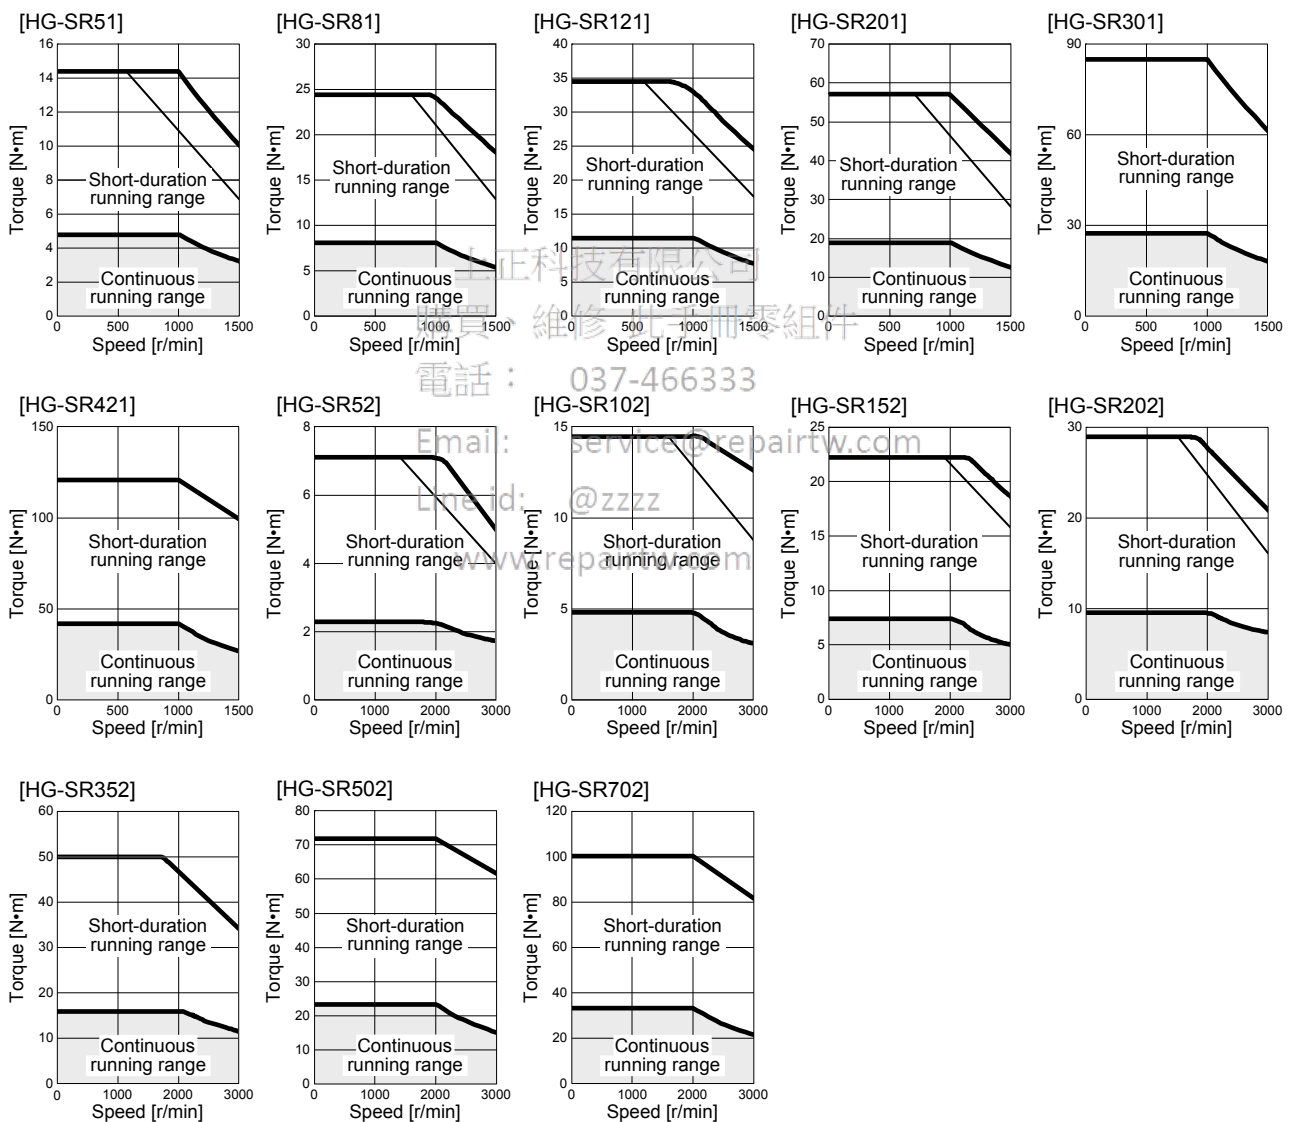 [HG-SR51]
16
14
12
10
8
6
4
2
0
Torque [N•m]
Short-duration
running range
Continuous
running range
0 500 1000 1500
Speed [r/min]
[HG-SR81]
30
25
20
15
10
5
0
Torque [N•m]
Short-duration
running range
Continuous
running range
0 500 1000 1500
Speed [r/min]
[HG-SR121]
40
35
30
25
20
15
10
5
0
Torque [N•m]
Short-duration
running range
Continuous
running range
0 500 1000 1500
Speed [r/min]
[HG-SR201]
70
60
50
40
30
20
10
0
Torque [N•m]
Short-duration
running range
Continuous
running range
0 500 1000 1500
Speed [r/min]
[HG-SR301]
90
60
30
0
Torque [N•m]
Short-duration
running range
Continuous
running range
0 500 1000 1500
Speed [r/min]
上正科技有限公司
購買、維修 此手冊零組件
電話： 037-466333
Email: service@repairtw.com
Line id: @zzzz
www.repairtw.com
[HG-SR421]
150
100
50
0
Torque [N•m]
Short-duration
running range
Continuous
running range
0 500 1000 1500
Speed [r/min]
[HG-SR52]
8
6
4
2
0
Torque [N•m]
Short-duration
running range
Continuous
running range
0 1000 2000 3000
Speed [r/min]
[HG-SR102]
15
10
5
0
Torque [N•m]
Short-duration
running range
Continuous
running range
0 1000 2000 3000
Speed [r/min]
[HG-SR152]
25
20
15
10
5
0
Torque [N•m]
Short-duration
running range
Continuous
running range
0 1000 2000 3000
Speed [r/min]
[HG-SR202]
30
20
10
0
Torque [N•m]
Short-duration
running range
Continuous
running range
0 1000 2000 3000
Speed [r/min]
[HG-SR352]
60
50
40
30
20
10
0
Torque [N•m]
Short-duration
running range
Continuous
running range
0 1000 2000 3000
Speed [r/min]
[HG-SR502]
80
70
60
50
40
30
20
10
0
Torque [N•m]
Short-duration
running range
Continuous
running range
0 1000 2000 3000
Speed [r/min]
[HG-SR702]
120
100
80
60
40
20
0
Torque [N•m]
Short-duration
running range
Continuous
running range
0 1000 2000 3000
Speed [r/min]